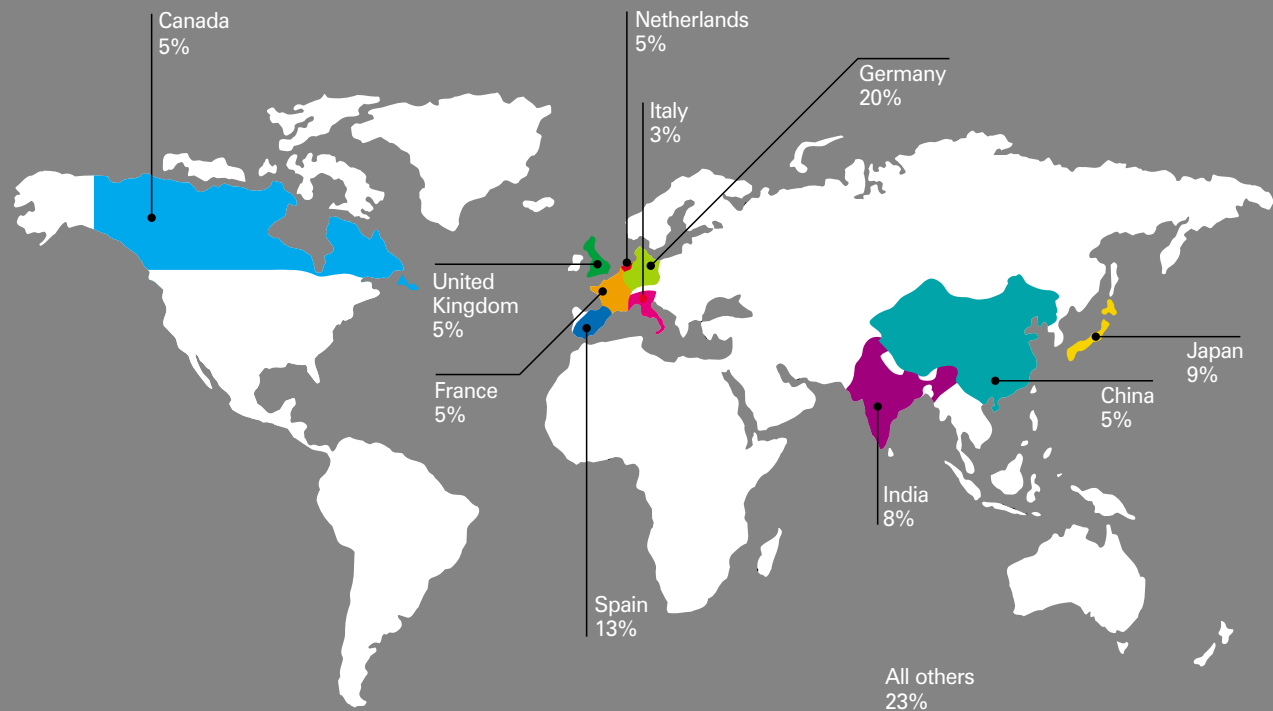 Canada
5%
Netherlands
5%
Germany
20%
Italy
3%
United
Kingdom
5%
France
5%
Spain
13%
Japan
9%
China
5%
India
8%
All others
23%